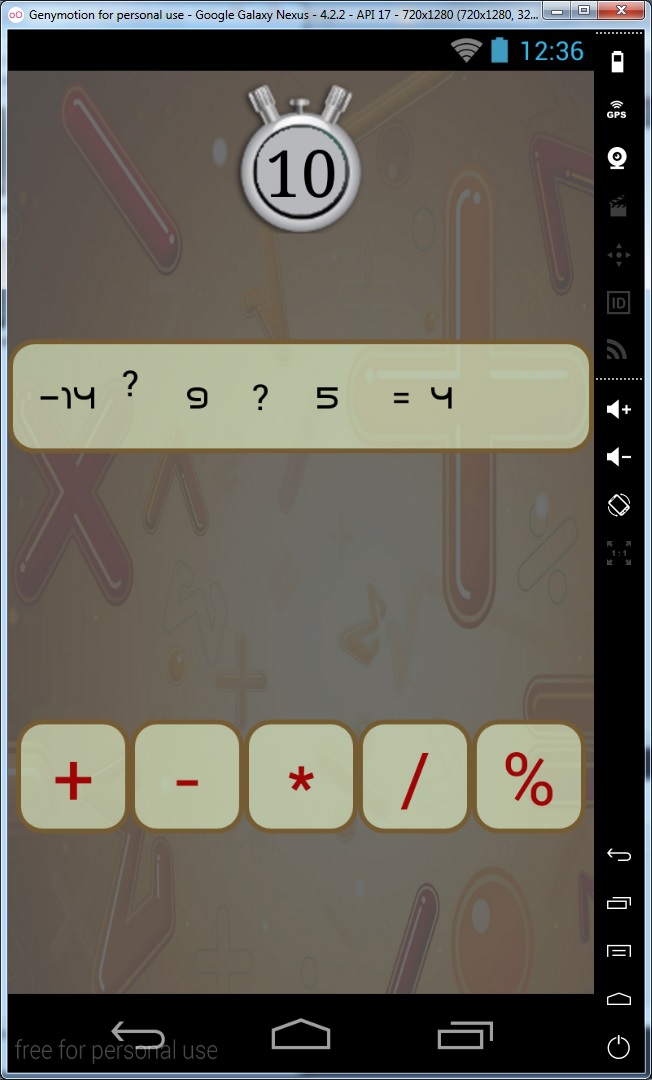 Genymotion for personal use - Google Galaxy Nexus - 4.2.2 - API 17 - 720x1280 (720x1280, 32...
12:36
GPS
10
ID
-14 ? 9 ? 5 = 4
1:1
+ - * / %
free for personal use